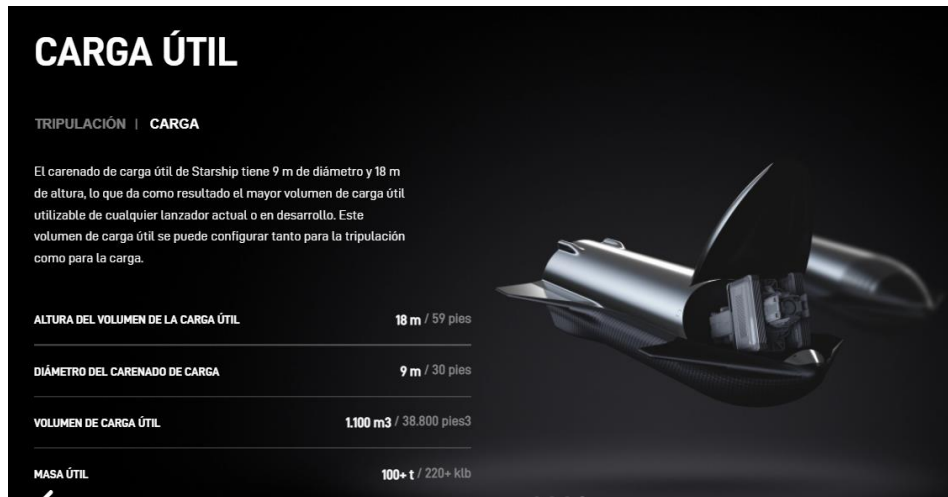 CARGA ÚTIL
TRIPULACIÓN | CARGA
El carenado de carga útil de Starship tiene 9 m de diámetro y 18 m
de altura, lo que da como resultado el mayor volumen de carga útil
utilizable de cualquier lanzador actual o en desarrollo. Este
volumen de carga útil se puede configurar tanto para la tripulación
como para la carga.
ALTURA DEL VOLUMEN DE LA CARGA ÚTIL 18 m / 59 pies
DIÁMETRO DEL CARENADO DE CARGA 9 m / 30 pies
VOLUMEN DE CARGA ÚTIL 1.100 m3 / 38.800 pies3
MASA ÚTIL 100+ t / 220+ klb